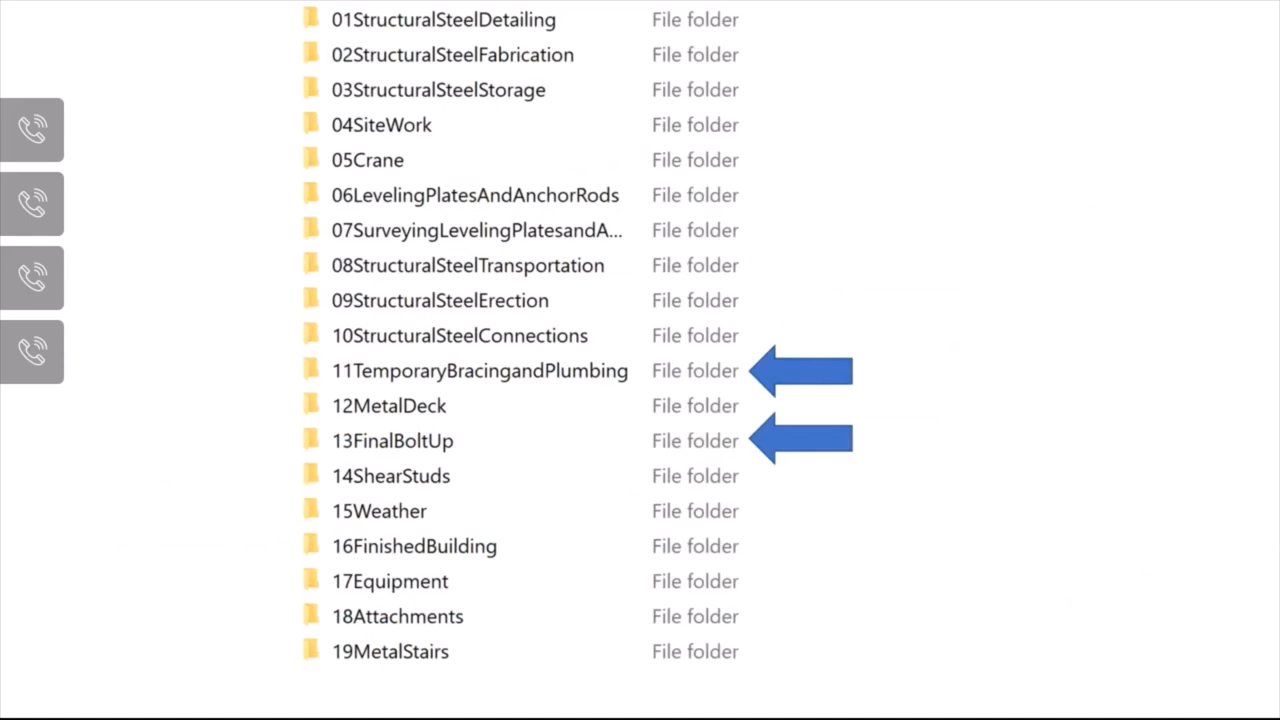 01StructuralSteelDetailing File folder
02StructuralSteelFabrication File folder
03StructuralSteelStorage File folder
04SiteWork File folder
05Crane File folder
06LevelingPlatesAndAnchorRods File folder
07SurveyingLevelingPlatesandA... File folder
08StructuralSteelTransportation File folder
09StructuralSteelErection File folder
10StructuralSteelConnections File folder
11TemporaryBracingandPlumbing File folder
12MetalDeck File folder
13FinalBoltUp File folder
14ShearStuds File folder
15Weather File folder
16FinishedBuilding File folder
17Equipment File folder
18Attachments File folder
19MetalStairs File folder